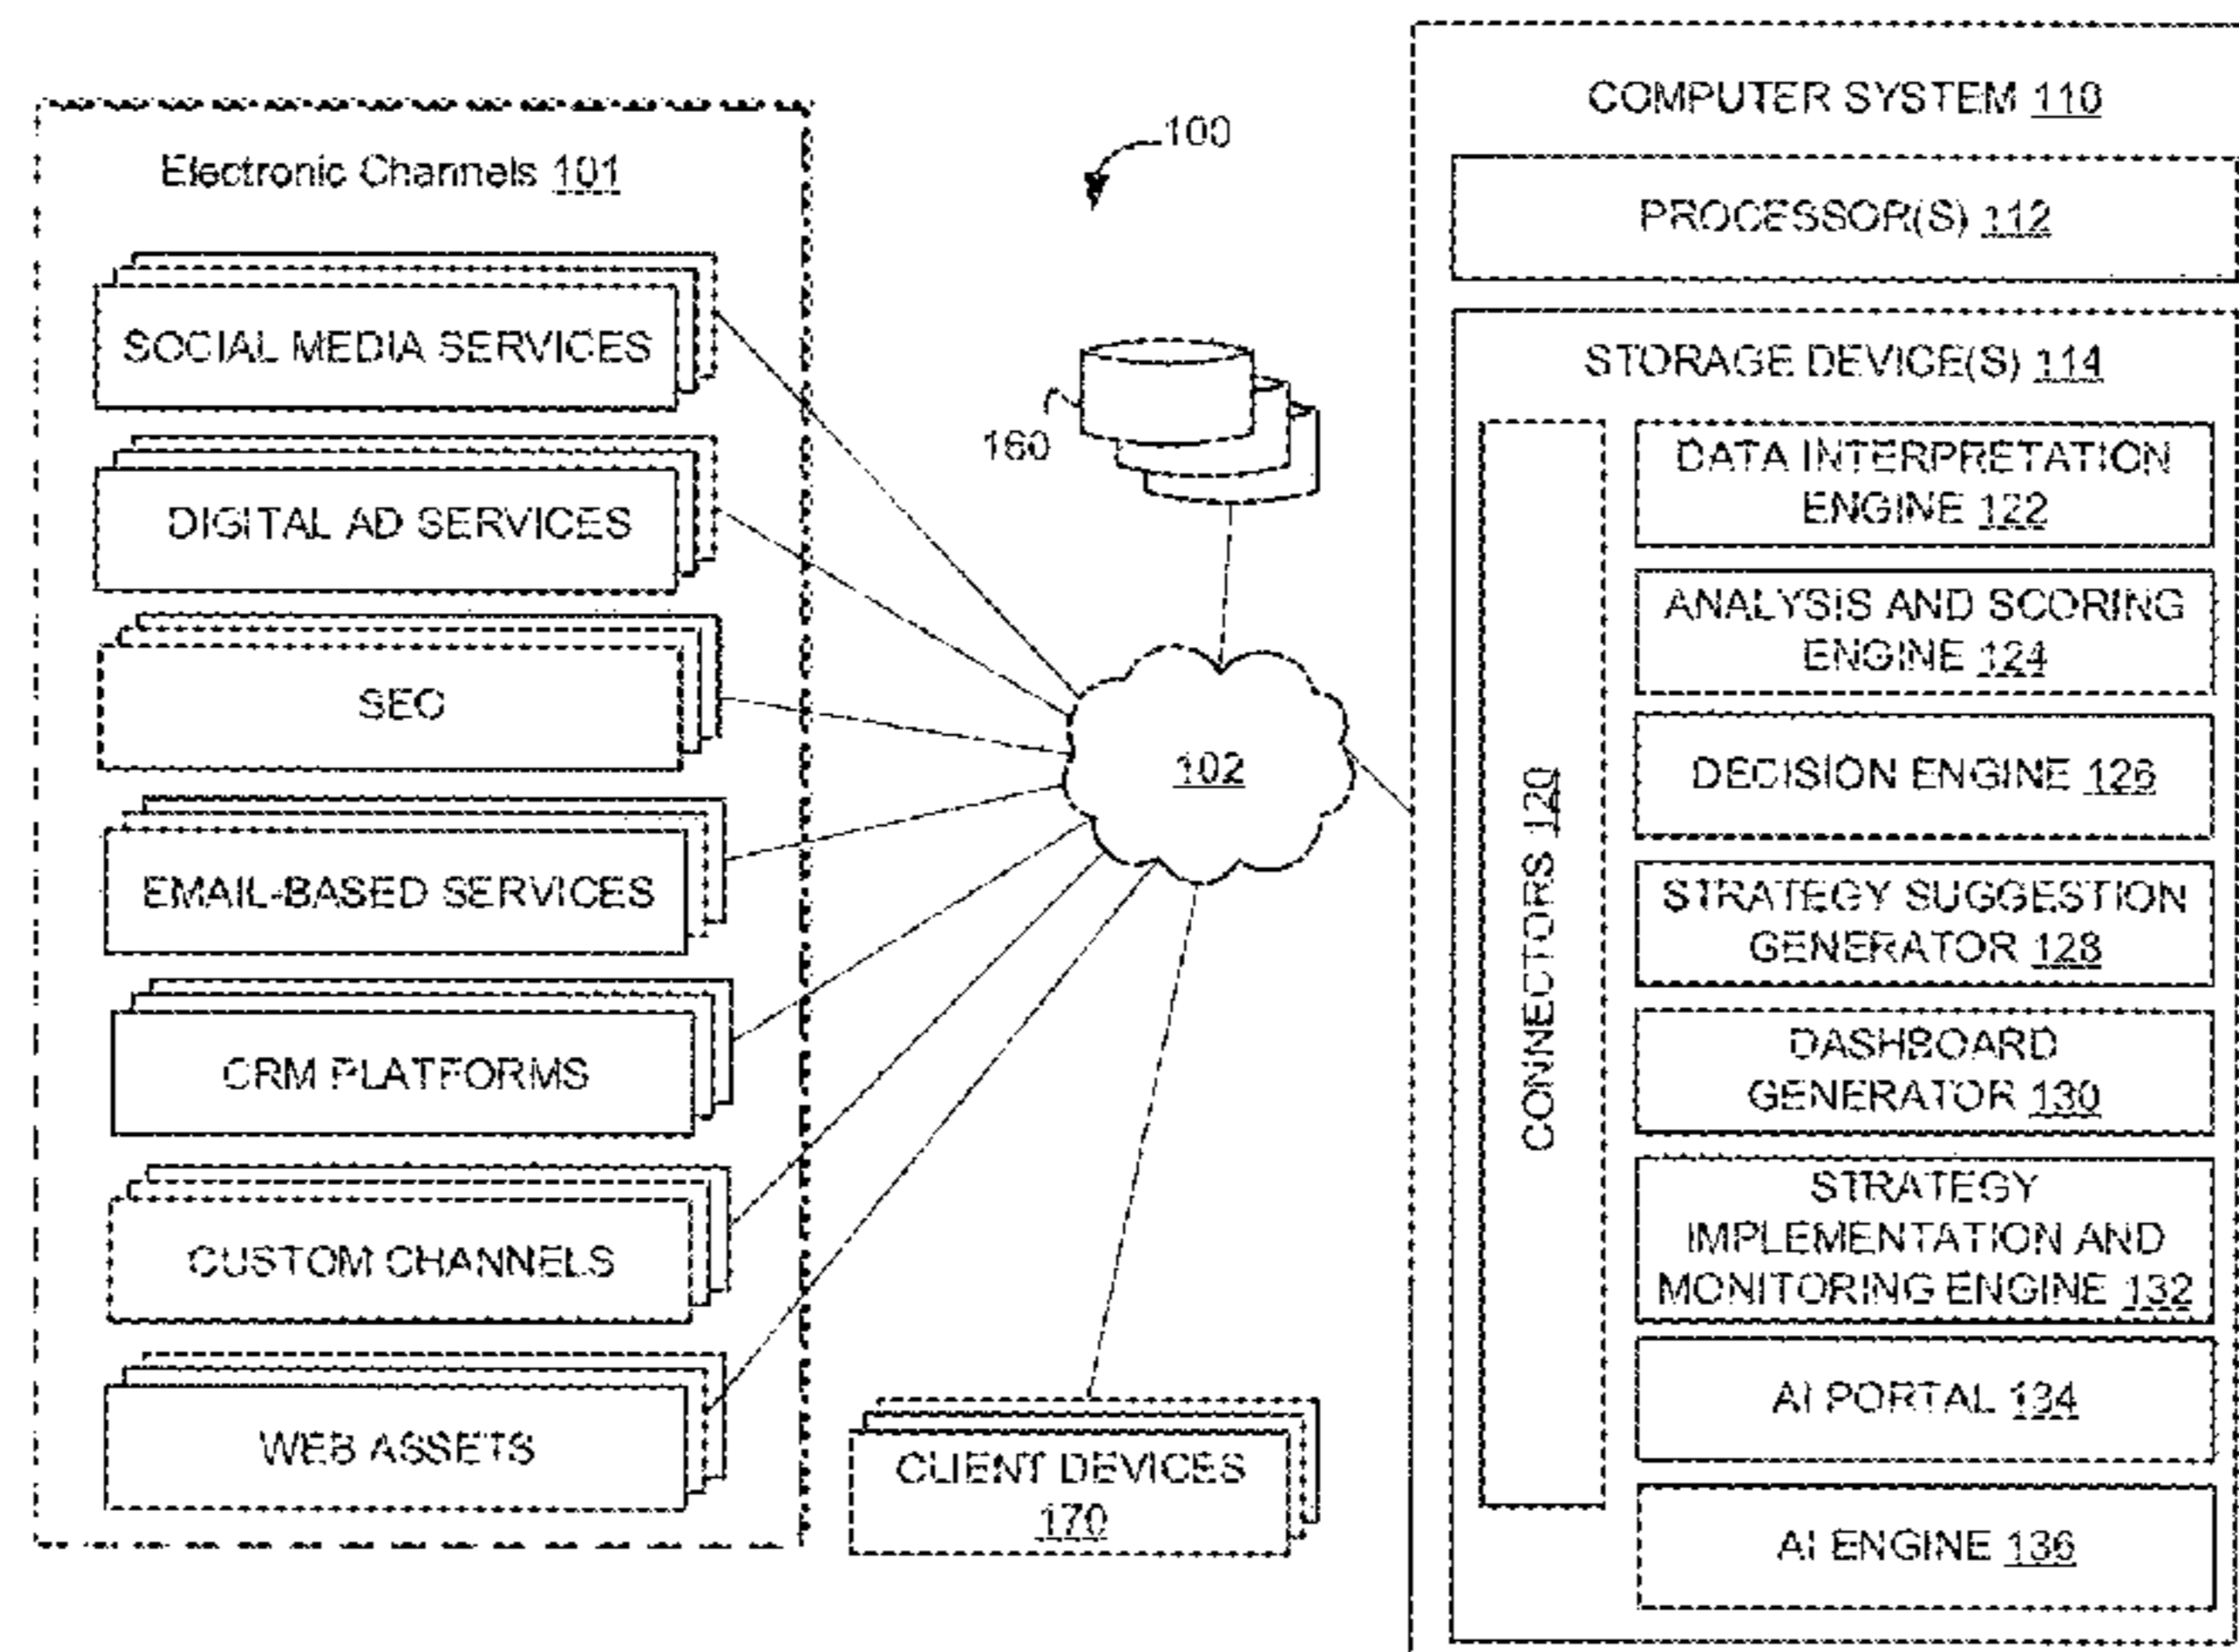 Electronic Channels 101
SOCIAL MEDIA SERVICES
DIGITAL AD SERVICES
SEO
EMAIL-BASED SERVICES
CRM PLATFORMS
CUSTOM CHANNELS
WEB ASSETS
100
160
102
CLIENT DEVICES
170
COMPUTER SYSTEM 110
PROCESSOR(S) 112
STORAGE DEVICE(S) 114
CONNECTORS 120
DATA INTERPRETATION
ENGINE 122
ANALYSIS AND SCORING
ENGINE 124
DECISION ENGINE 126
STRATEGY SUGGESTION
GENERATOR 128
DASHBOARD
GENERATOR 130
STRATEGY
IMPLEMENTATION AND
MONITORING ENGINE 132
AI PORTAL 134
AI ENGINE 136